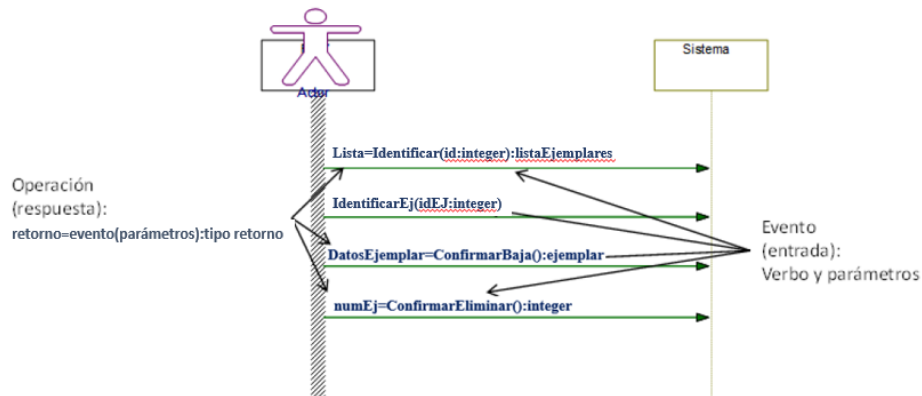 Sistema
Actor
Lista=Identificar(id:integer):listaEjemplares
Operación
(respuesta):
retorno=evento(parámetros):tipo retorno
IdentificarEj(idEJ:integer)
Evento
(entrada):
Verbo y parámetros
DatosEjemplar=ConfirmarBaja():ejemplar
numEj=ConfirmarEliminar():integer